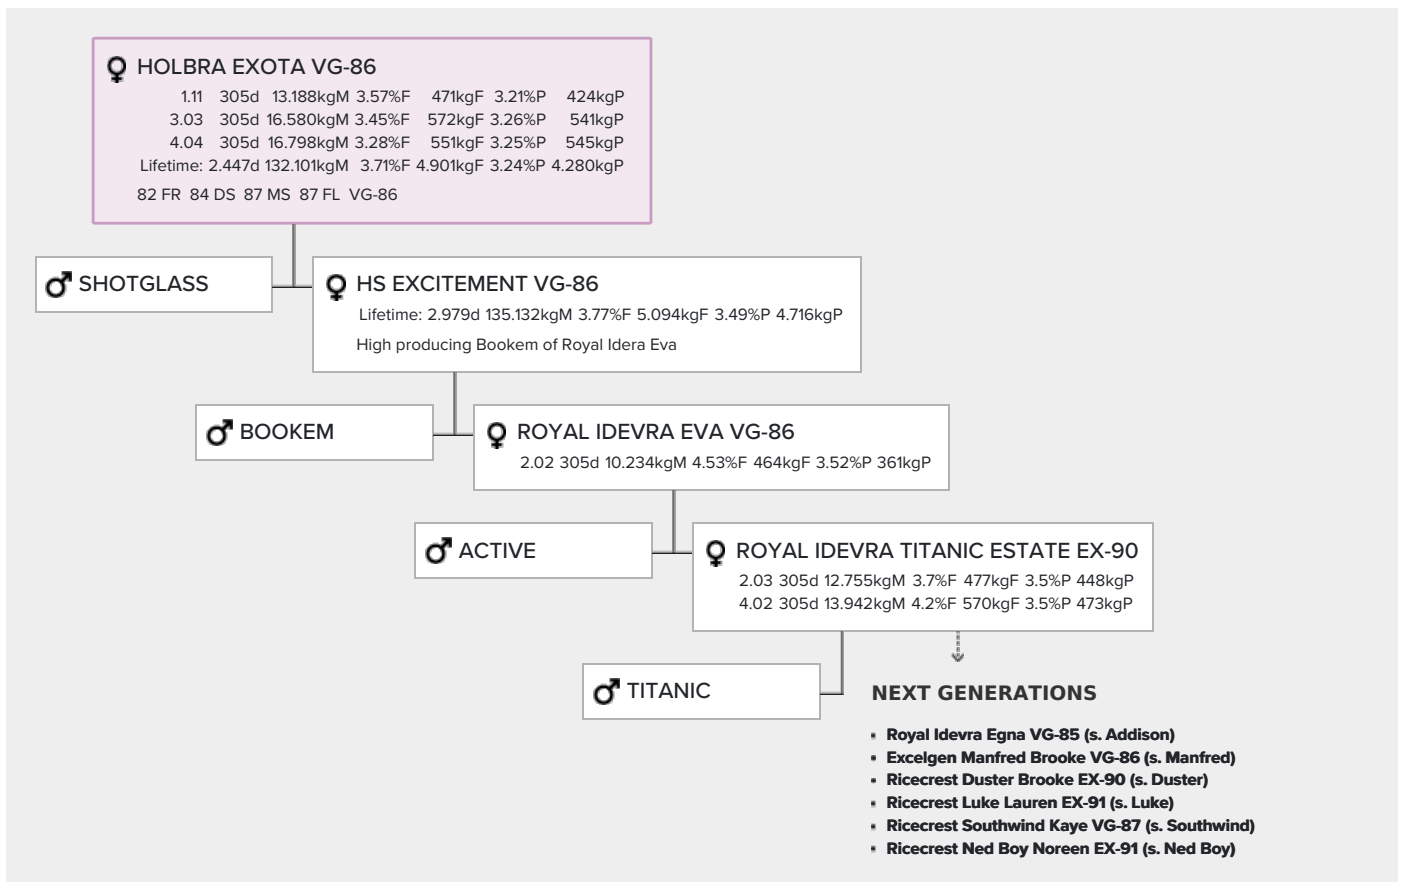 HOLBRA EXOTA VG-86
1.11 305d 13.188kgM 3.57%F 471kgF 3.21%P 424kgP
3.03 305d 16.580kgM 3.45%F 572kgF 3.26%P 541kgP
4.04 305d 16.798kgM 3.28%F 551kgF 3.25%P 545kgP
Lifetime: 2.447d 132.101kgM 3.71%F 4.901kgF 3.24%P 4.280kgP
82 FR 84 DS 87 MS 87 FL VG-86
SHOTGLASS
HS EXCITEMENT VG-86
Lifetime: 2.979d 135.132kgM 3.77%F 5.094kgF 3.49%P 4.716kgP
High producing Bookem of Royal Idera Eva
BOOKEM
ROYAL IDEVRA EVA VG-86
2.02 305d 10.234kgM 4.53%F 464kgF 3.52%P 361kgP
ACTIVE
ROYAL IDEVRA TITANIC ESTATE EX-90
2.03 305d 12.755kgM 3.7%F 477kgF 3.5%P 448kgP
4.02 305d 13.942kgM 4.2%F 570kgF 3.5%P 473kgP
TITANIC
NEXT GENERATIONS
Royal Idevra Egna VG-85 (s. Addison)
Excelgen Manfred Brooke VG-86 (s. Manfred)
Ricecrest Duster Brooke EX-90 (s. Duster)
Ricecrest Luke Lauren EX-91 (s. Luke)
Ricecrest Southwind Kaye VG-87 (s. Southwind)
Ricecrest Ned Boy Noreen EX-91 (s. Ned Boy)